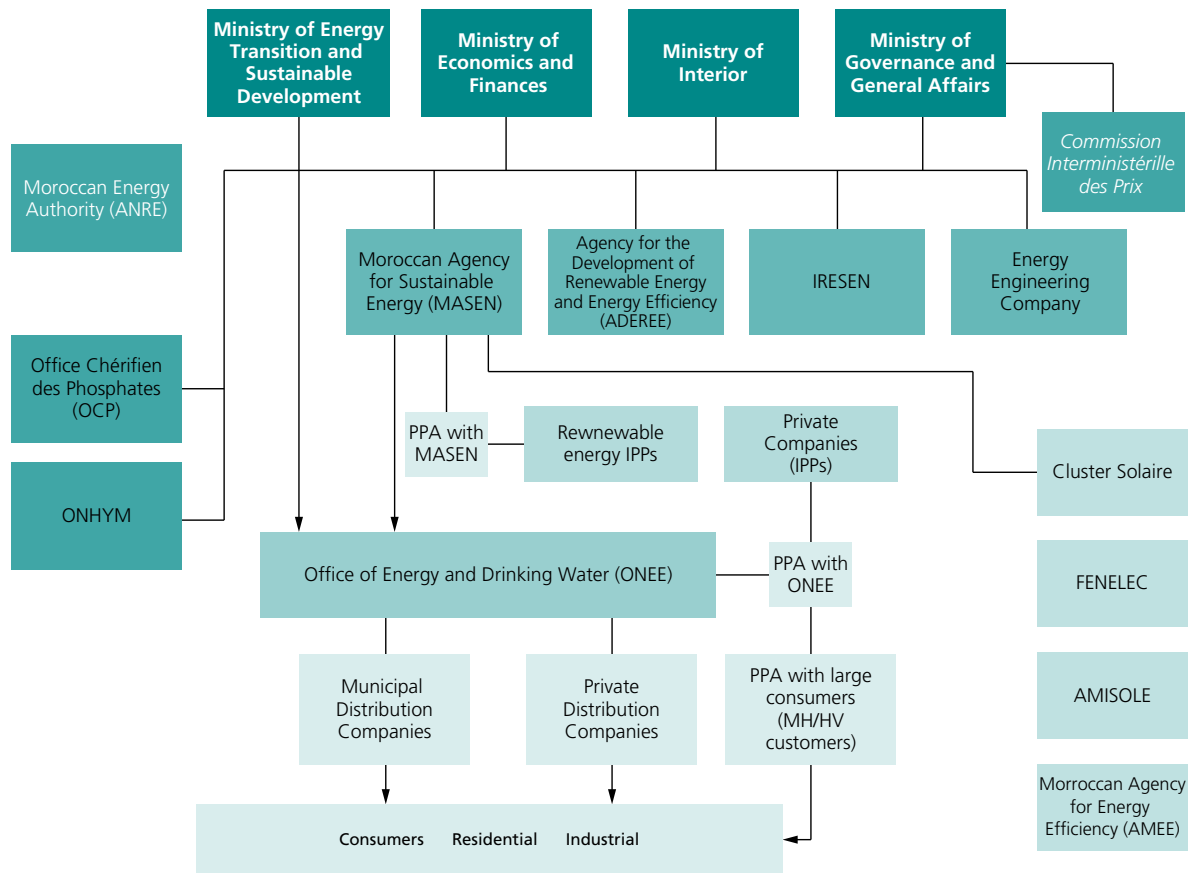 Ministry of Energy
Transition and
Sustainable
Development
Ministry of
Economics and
Finances
Ministry of
Interior
Ministry of
Governance and
General Affairs
Commission
Interministérille
des Prix
Moroccan Energy
Authority (ANRE)
Moroccan Agency
for Sustainable
Energy (MASEN)
Agency for the
Development of
Renewable Energy
and Energy Efficiency
(ADEREE)
IRESEN
Energy
Engineering
Company
Office Chérifien
des Phosphates
(OCP)
PPA with
MASEN
Rewnewable
energy IPPs
Private
Companies
(IPPs)
Cluster Solaire
ONHYM
Office of Energy and Drinking Water (ONEE)
PPA with
ONEE
FENELEC
Municipal
Distribution
Companies
Private
Distribution
Companies
PPA with large
consumers
(MH/HV
customers)
AMISOLE
Morroccan Agency
for Energy
Efficiency (AMEE)
Consumers Residential Industrial